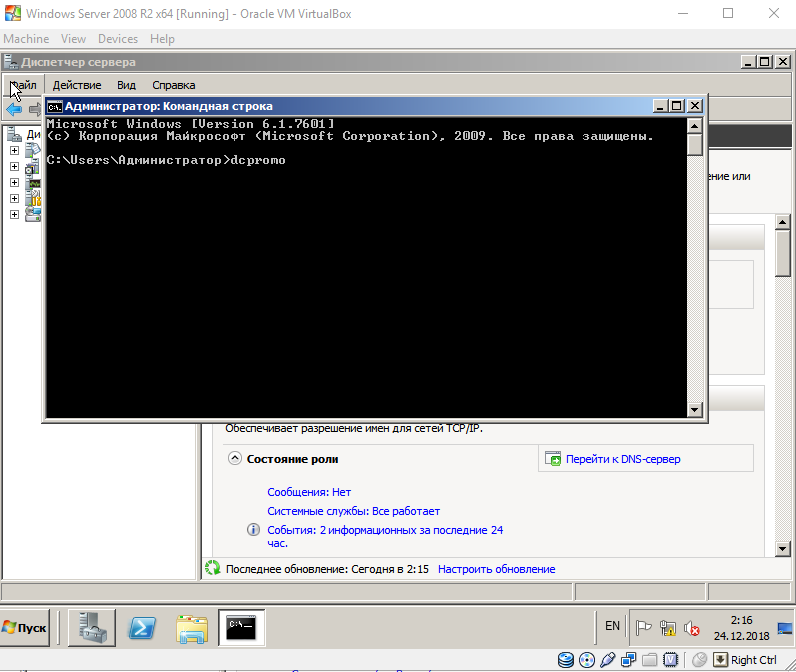 Windows Server 2008 R2 x64 [Running] - Oracle VM VirtualBox
Machine View Devices Help
Диспетчер сервера
Файл Действие Вид Справка
Администратор: Командная строка
Microsoft Windows [Version 6.1.7601]
(c) Корпорация Майкрософт (Microsoft Corporation), 2009. Все права защищены.
C:\Users\Администратор>dcpromo
Ди
ение или
Обеспечивает разрешение имен для сетей TCP/IP.
Состояние роли
Перейти к DNS-сервер
Сообщения: Нет
Системные службы: Все работает
События: 2 информационных за последние 24
час.
Последнее обновление: Сегодня в 2:15 Настроить обновление
Пуск
EN
2:16
24.12.2018
Right Ctrl